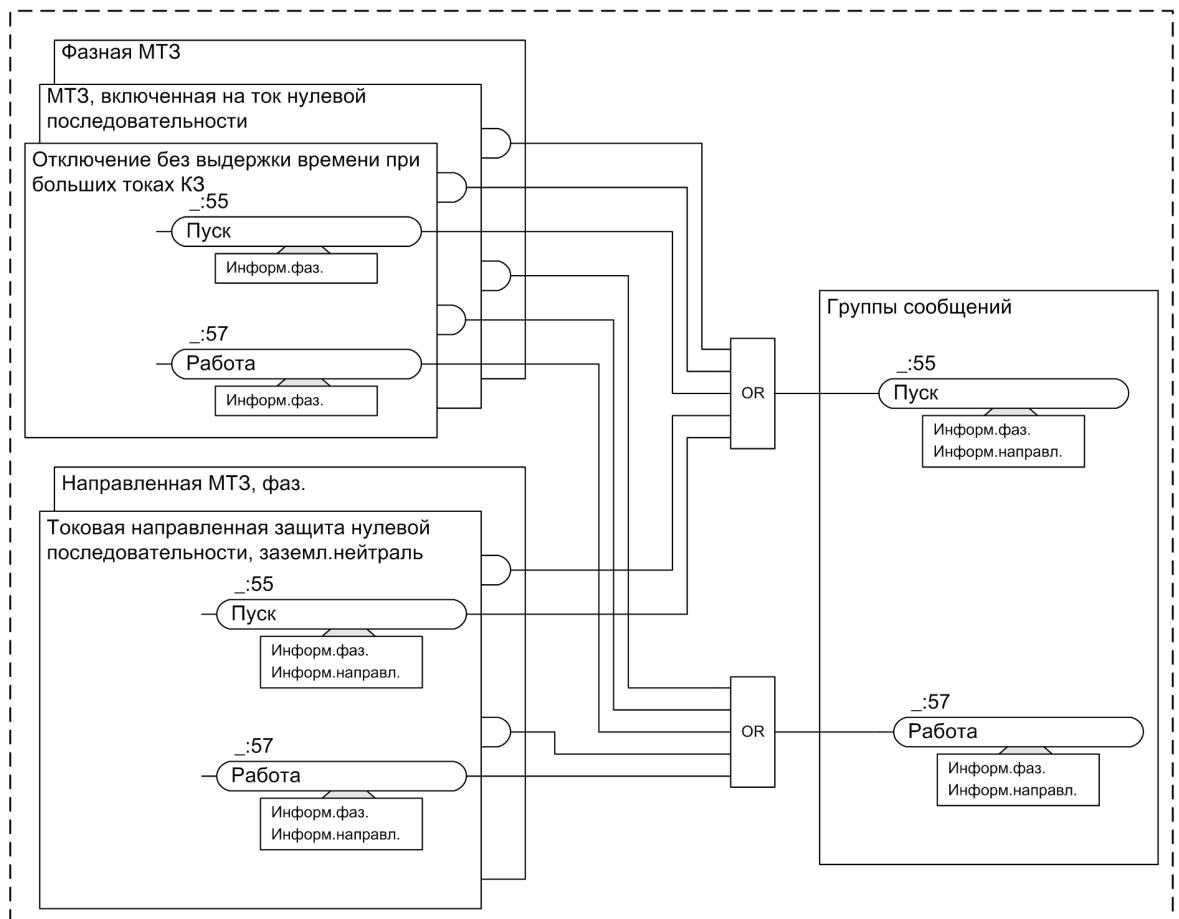 Фазная МТЗ
МТЗ, включенная на ток нулевой
последовательности
Отключение без выдержки времени при
больших токах КЗ
_:55
Пуск
Информ.фаз.
_:57
Работа
Информ.фаз.
Направленная МТЗ, фаз.
Токовая направленная защита нулевой
последовательности, заземл.нейтраль
_:55
Пуск
Информ.фаз.
Информ.направл.
_:57
Работа
Информ.фаз.
Информ.направл.
OR
OR
Группы сообщений
_:55
Пуск
Информ.фаз.
Информ.направл.
_:57
Работа
Информ.фаз.
Информ.направл.